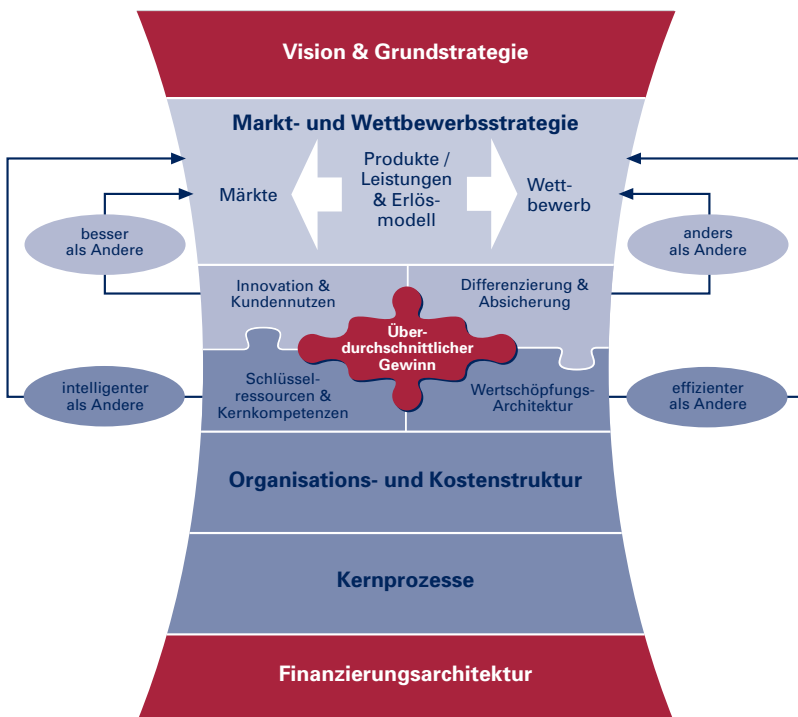 Vision & Grundstrategie
Markt- und Wettbewerbsstrategie
Märkte
Produkte /
Leistungen
& Erlös-
modell
Wett-
bewerb
besser
als Andere
anders
als Andere
Innovation &
Kundennutzen
Differenzierung &
Absicherung
Über-
durchschnittlicher
Gewinn
intelligenter
als Andere
Schlüssel-
ressourcen &
Kernkompetenzen
Wertschöpfungs-
Architektur
effizienter
als Andere
Organisations- und Kostenstruktur
Kernprozesse
Finanzierungsarchitektur